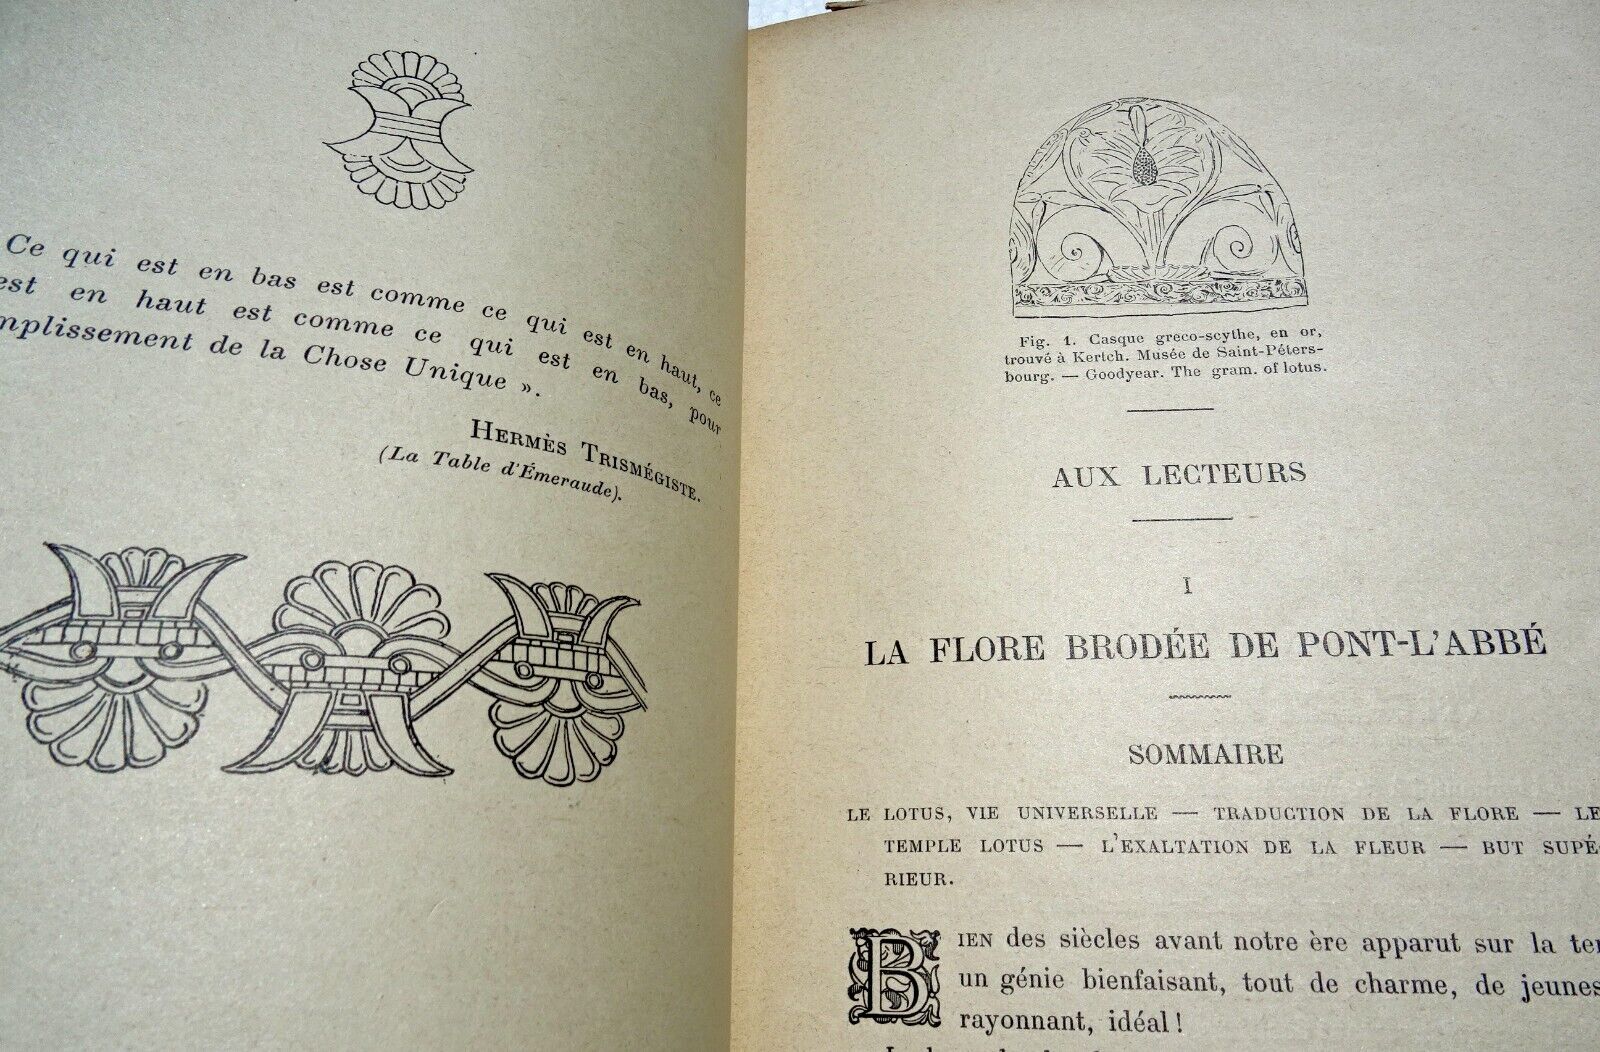 Ce qui est en bas est comme ce qui est en haut, ce
est en haut est comme ce qui est en bas, pour
mplissement de la Chose Unique ».
HERMÈS TRISMÉGISTE.
(La Table d'Émeraude).
Fig. 1. Casque greco-scythe, en or,
trouvé à Kertch. Musée de Saint-Péters-
bourg. — Goodyear. The gram. of lotus.
AUX LECTEURS
I
LA FLORE BRODÉE DE PONT-L'ABBÉ
SOMMAIRE
LE LOTUS, VIE UNIVERSELLE — TRADUCTION DE LA FLORE — LE
TEMPLE LOTUS — L'EXALTATION DE LA FLEUR — BUT SUPÉ-
RIEUR.
BIEN des siècles avant notre ère apparut sur la
un génie bienfaisant, tout de charme, de jeunes
rayonnant, idéal !